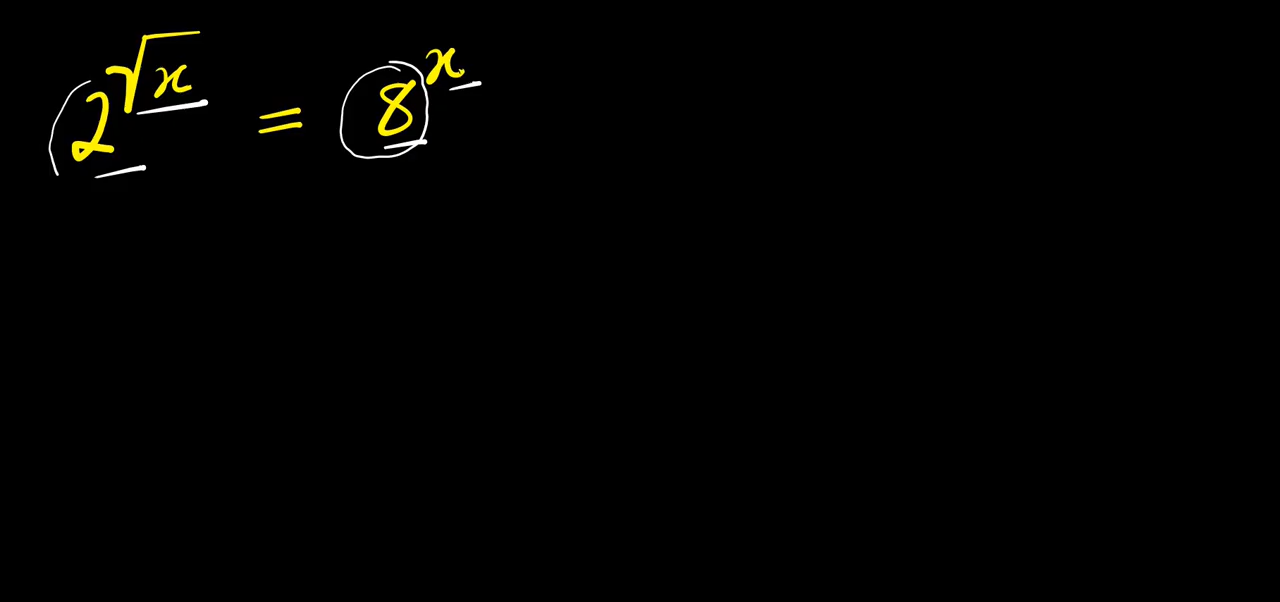 2^√x = 8^x